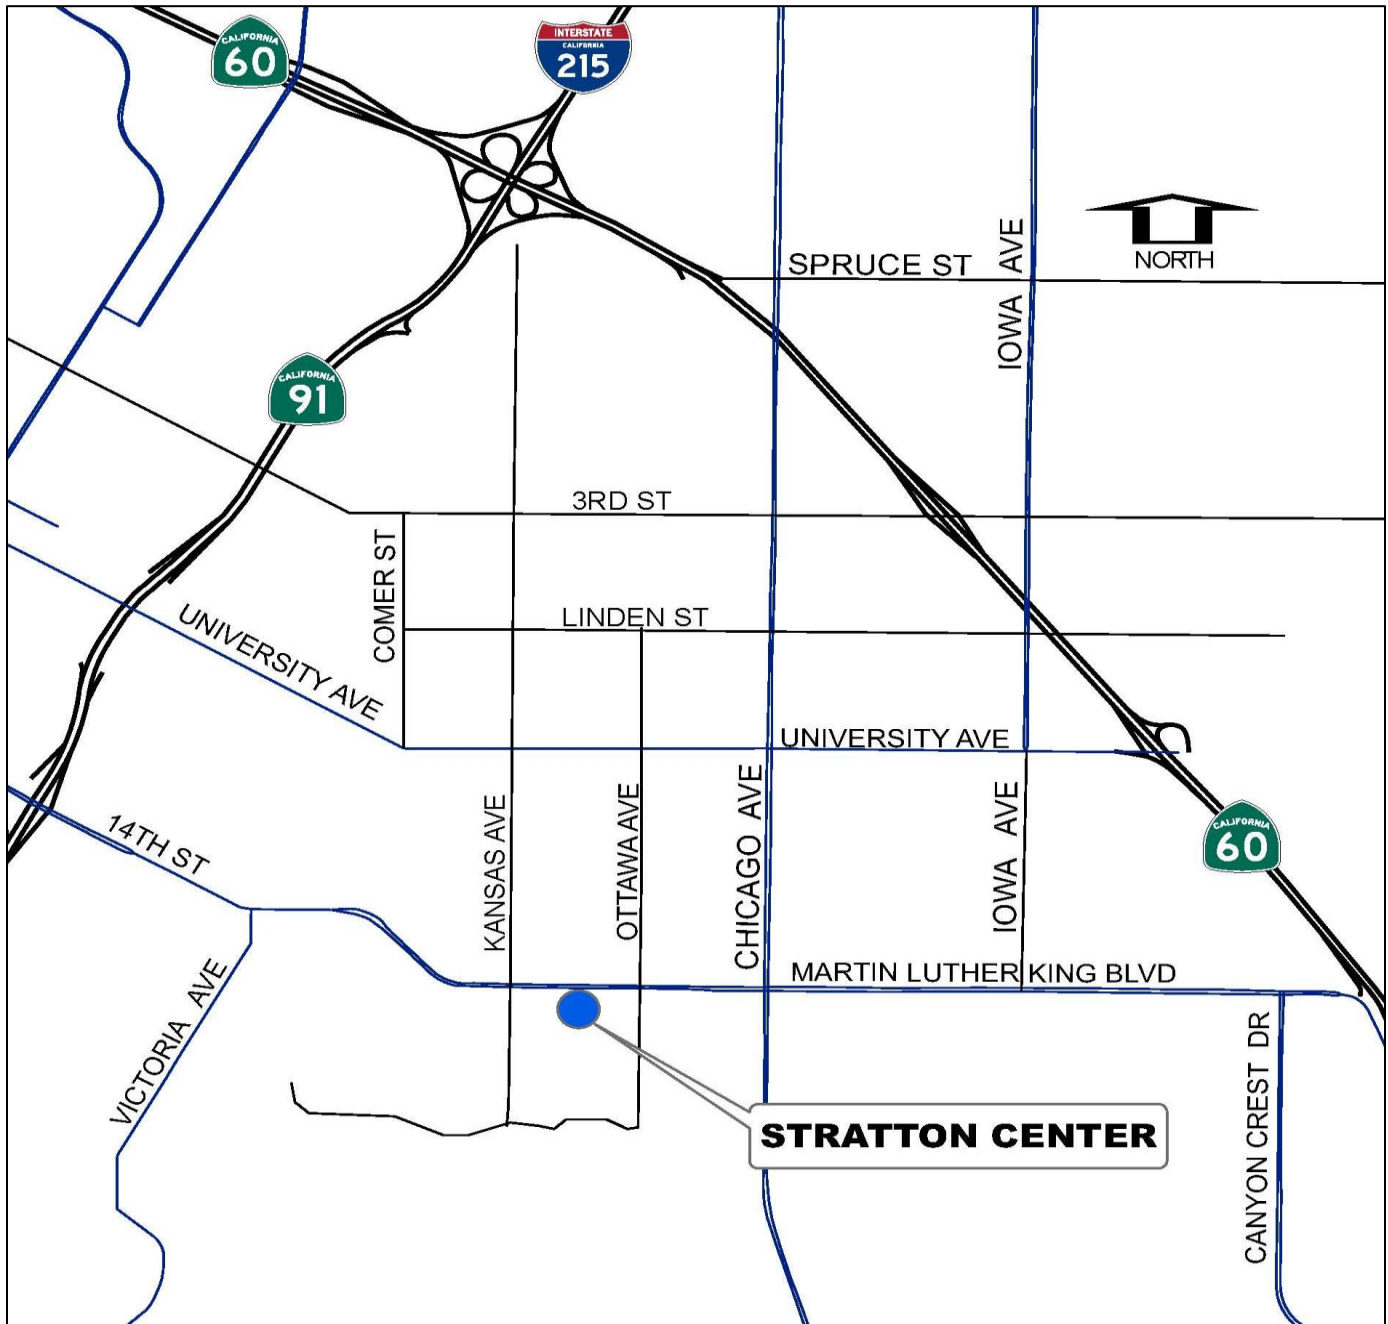 CALIFORNIA
60
INTERSTATE
CALIFORNIA
215
IOWA AVE
NORTH
SPRUCE ST
CALIFORNIA
91
3RD ST
COMER ST
LINDEN ST
UNIVERSITY AVE
UNIVERSITY AVE
14TH ST
KANSAS AVE
OTTAWA AVE
CHICAGO AVE
IOWA AVE
CALIFORNIA
60
MARTIN LUTHER KING BLVD
VICTORIA AVE
CANYON CREST DR
STRATTON CENTER